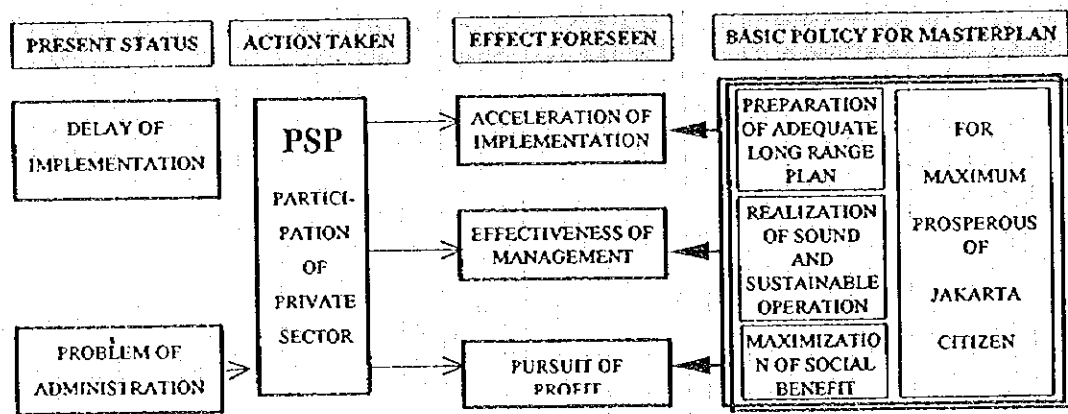 PRESENT STATUS
ACTION TAKEN
EFFECT FORESEEN
BASIC POLICY FOR MASTERPLAN
DELAY OF
IMPLEMENTATION
PROBLEM OF
ADMINISTRATION
PSP
PARTICI-
PATION
OF
PRIVATE
SECTOR
ACCELERATION OF
IMPLEMENTATION
EFFECTIVENESS OF
MANAGEMENT
PURSUIT OF
PROFIT
PREPARATION
OF ADEQUATE
LONG RANGE
PLAN
REALIZATION
OF SOUND
AND
SUSTAINABLE
OPERATION
MAXIMIZATIO
N OF SOCIAL
BENEFIT
FOR
MAXIMUM
PROSPEROUS
OF
JAKARTA
CITIZEN